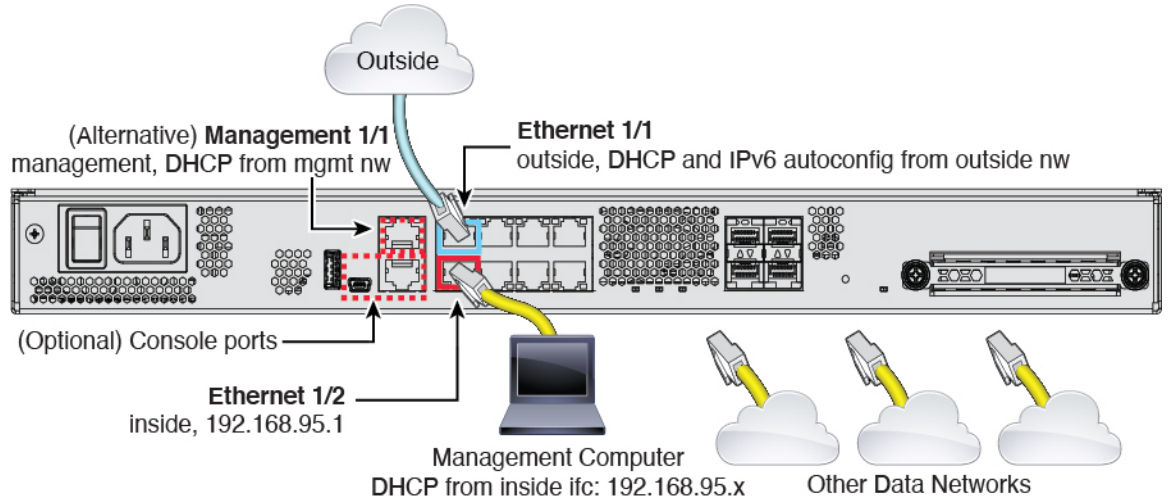 Outside
(Alternative) Management 1/1
management, DHCP from mgmt nw
Ethernet 1/1
outside, DHCP and IPv6 autoconfig from outside nw
(Optional) Console ports
Ethernet 1/2
inside, 192.168.95.1
Management Computer
DHCP from inside ifc: 192.168.95.x
Other Data Networks